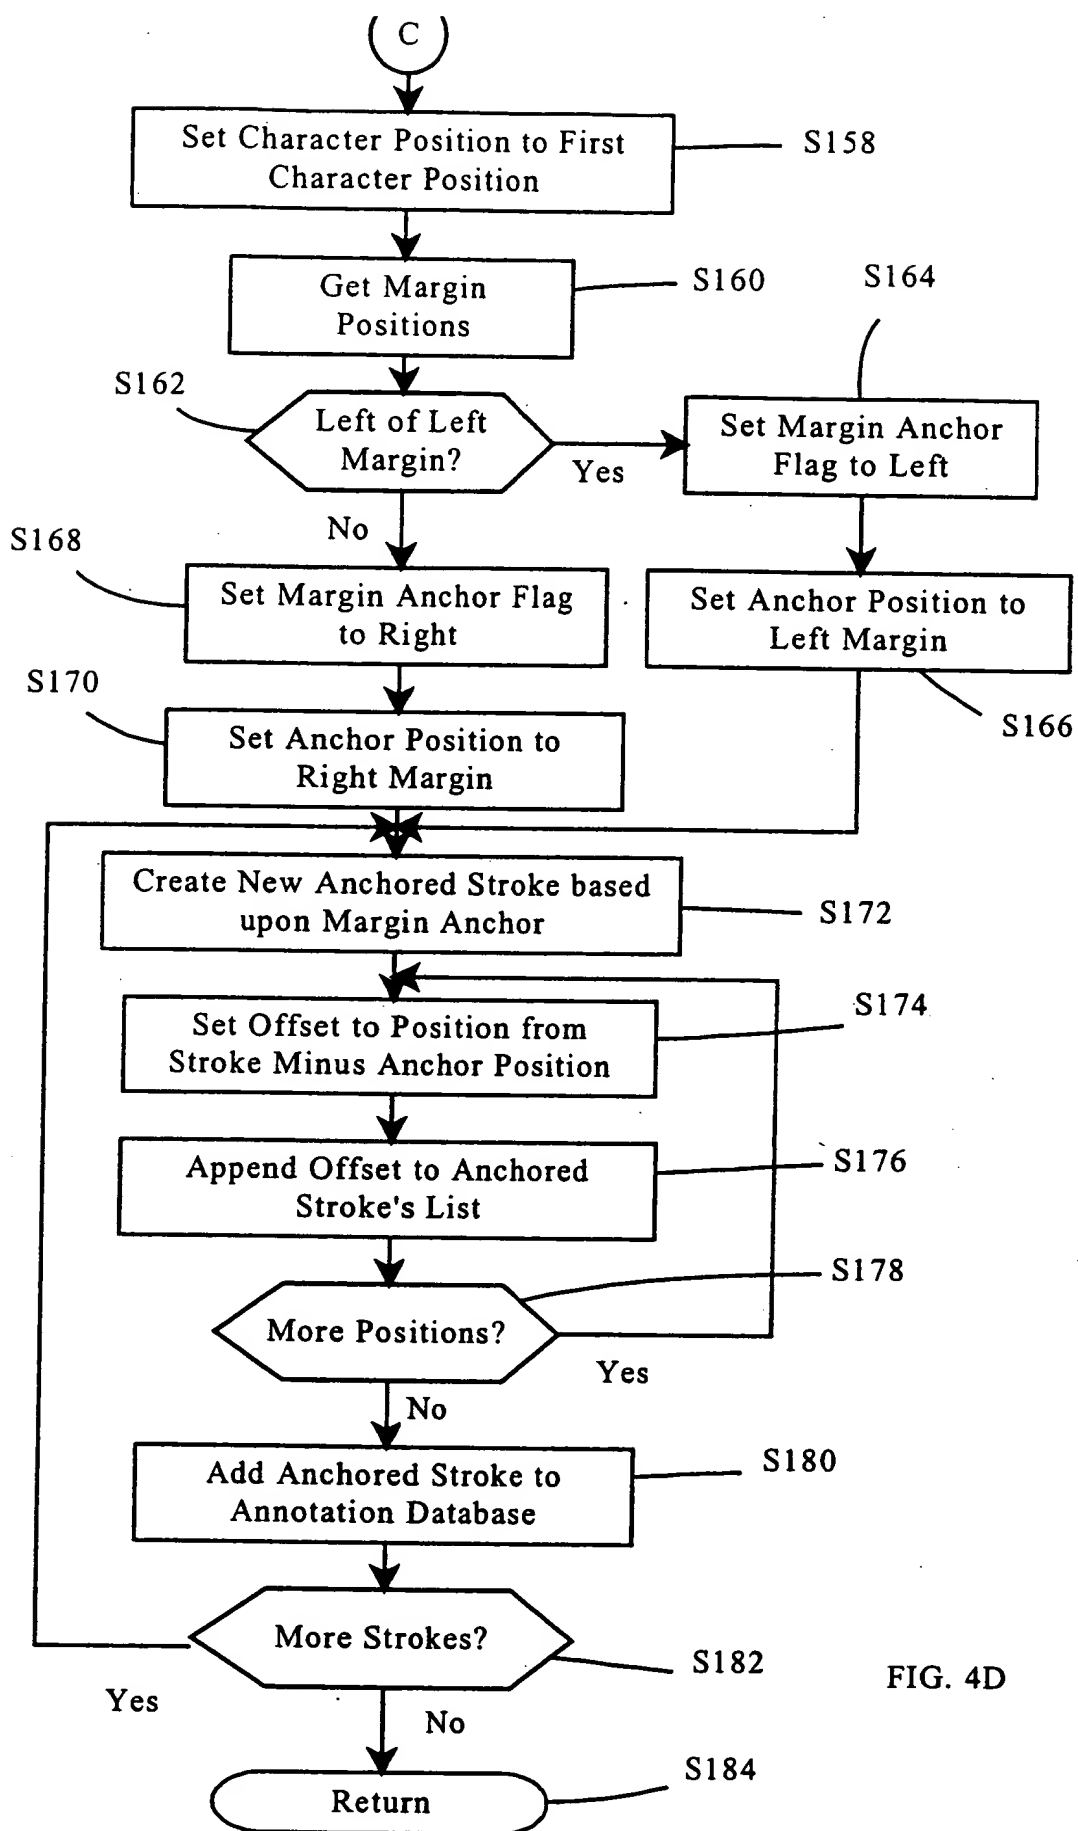 C
Set Character Position to First
Character Position
S158
Get Margin
Positions
S160
S164
S162
Left of Left
Margin?
Yes
Set Margin Anchor
Flag to Left
No
S168
Set Margin Anchor Flag
to Right
Set Anchor Position to
Left Margin
S170
S166
Set Anchor Position to
Right Margin
Create New Anchored Stroke based
upon Margin Anchor
S172
S174
Set Offset to Position from
Stroke Minus Anchor Position
Append Offset to Anchored
Stroke's List
S176
S178
More Positions?
Yes
No
Add Anchored Stroke to
Annotation Database
S180
More Strokes?
S182
FIG. 4D
Yes
No
S184
Return